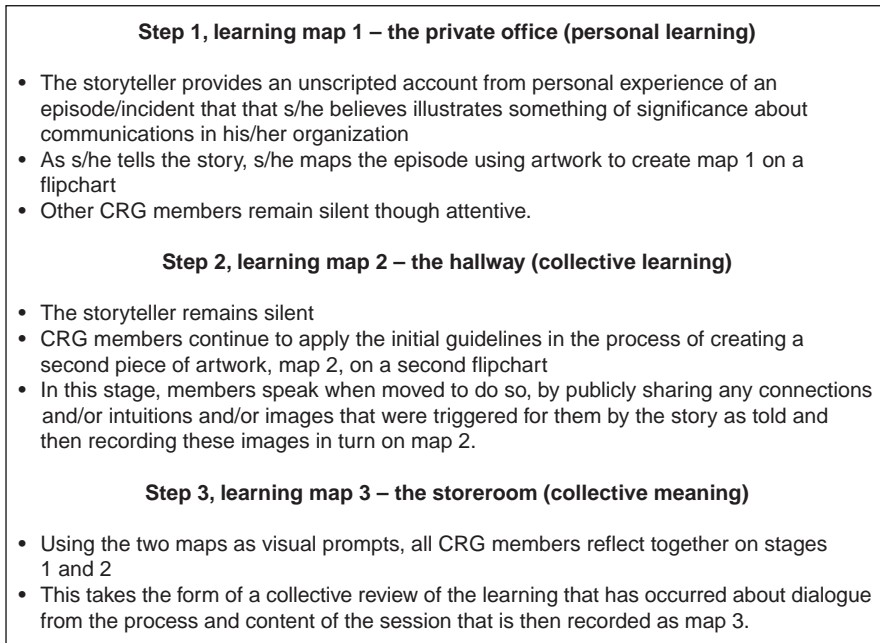 Step 1, learning map 1 – the private office (personal learning)
• The storyteller provides an unscripted account from personal experience of an
episode/incident that that s/he believes illustrates something of significance about
communications in his/her organization
• As s/he tells the story, s/he maps the episode using artwork to create map 1 on a
flipchart
• Other CRG members remain silent though attentive.
Step 2, learning map 2 – the hallway (collective learning)
• The storyteller remains silent
• CRG members continue to apply the initial guidelines in the process of creating a
second piece of artwork, map 2, on a second flipchart
• In this stage, members speak when moved to do so, by publicly sharing any connections
and/or intuitions and/or images that were triggered for them by the story as told and
then recording these images in turn on map 2.
Step 3, learning map 3 – the storeroom (collective meaning)
• Using the two maps as visual prompts, all CRG members reflect together on stages
1 and 2
• This takes the form of a collective review of the learning that has occurred about dialogue
from the process and content of the session that is then recorded as map 3.